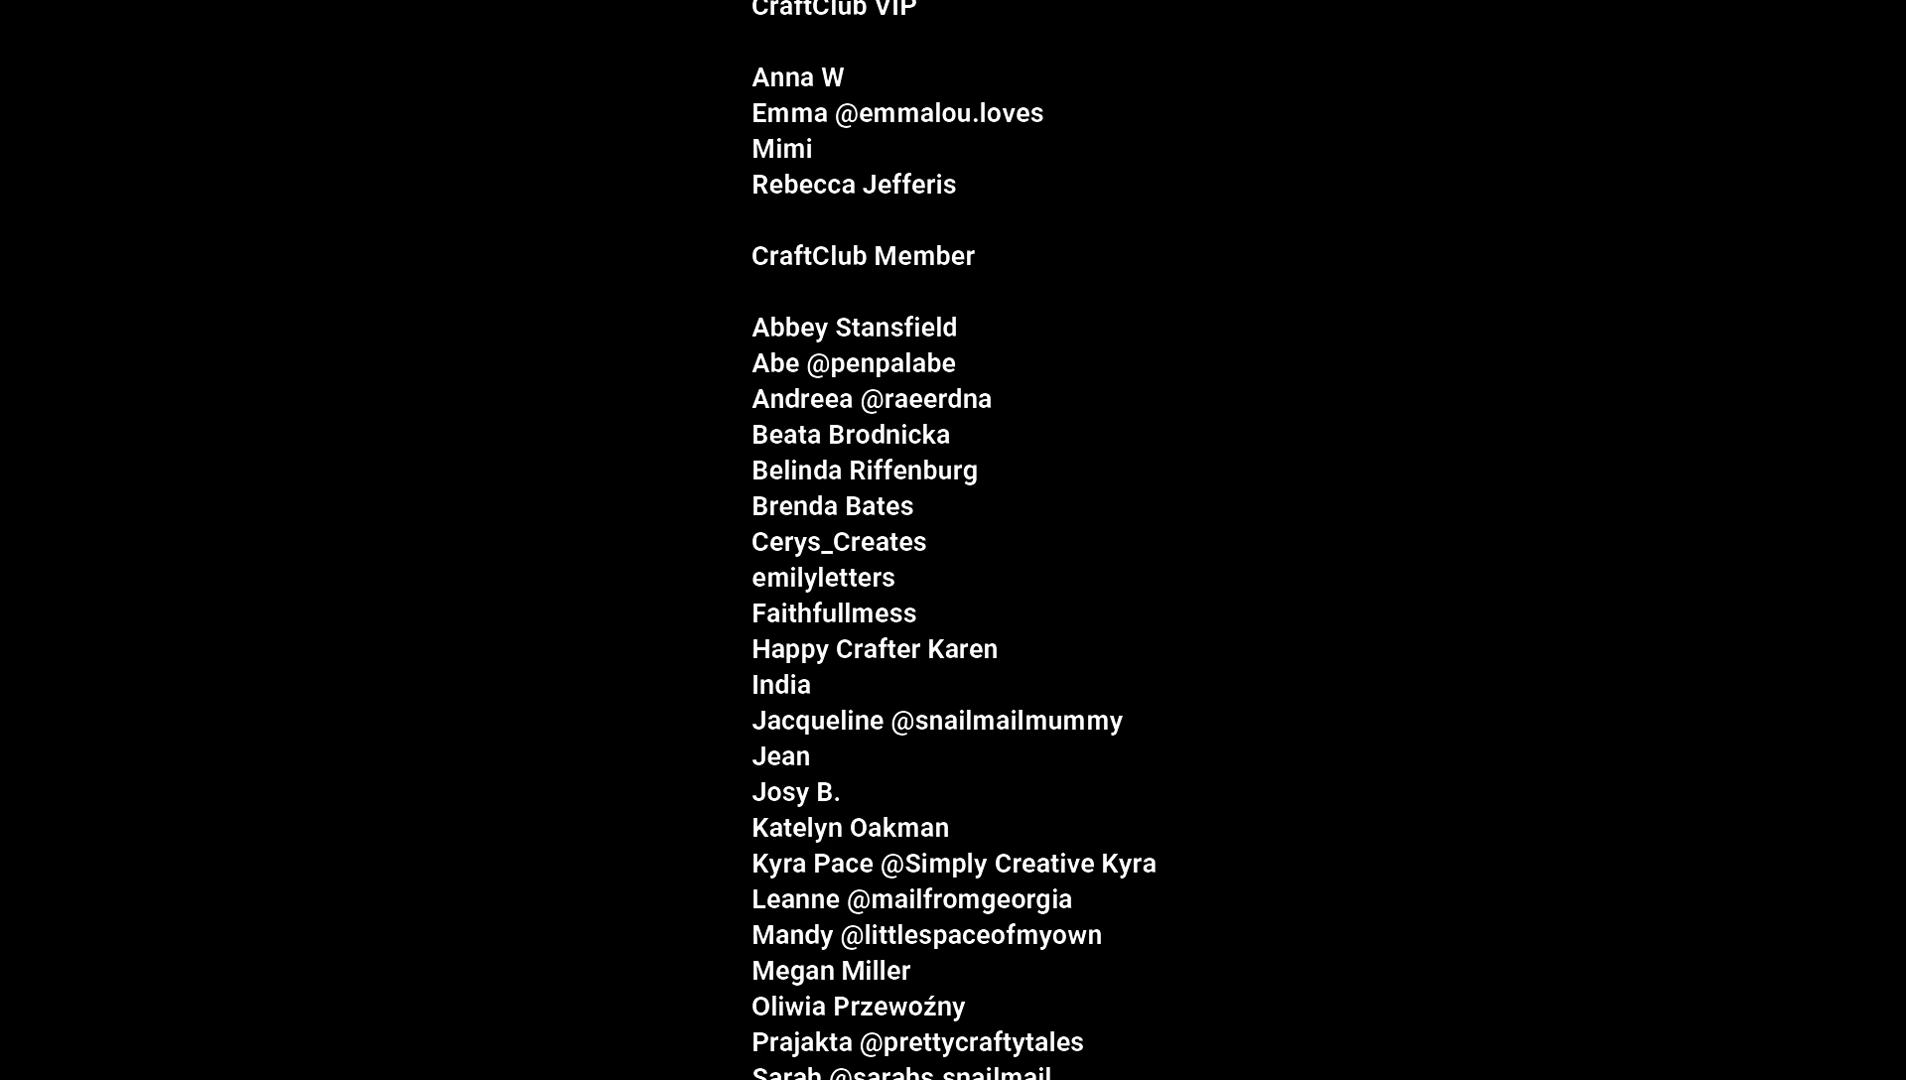 CraftClub VIP
Anna W
Emma @emmalou.loves
Mimi
Rebecca Jefferis
CraftClub Member
Abbey Stansfield
Abe @penpalabe
Andreea @raeerdna
Beata Brodnicka
Belinda Riffenburg
Brenda Bates
Cerys_Creates
emilyletters
Faithfullmess
Happy Crafter Karen
India
Jacqueline @snailmailmummy
Jean
Josy B.
Katelyn Oakman
Kyra Pace @Simply Creative Kyra
Leanne @mailfromgeorgia
Mandy @littlespaceofmyown
Megan Miller
Oliwia Przewoźny
Prajakta @prettycraftytales
Sarah @sarahs.snailmail